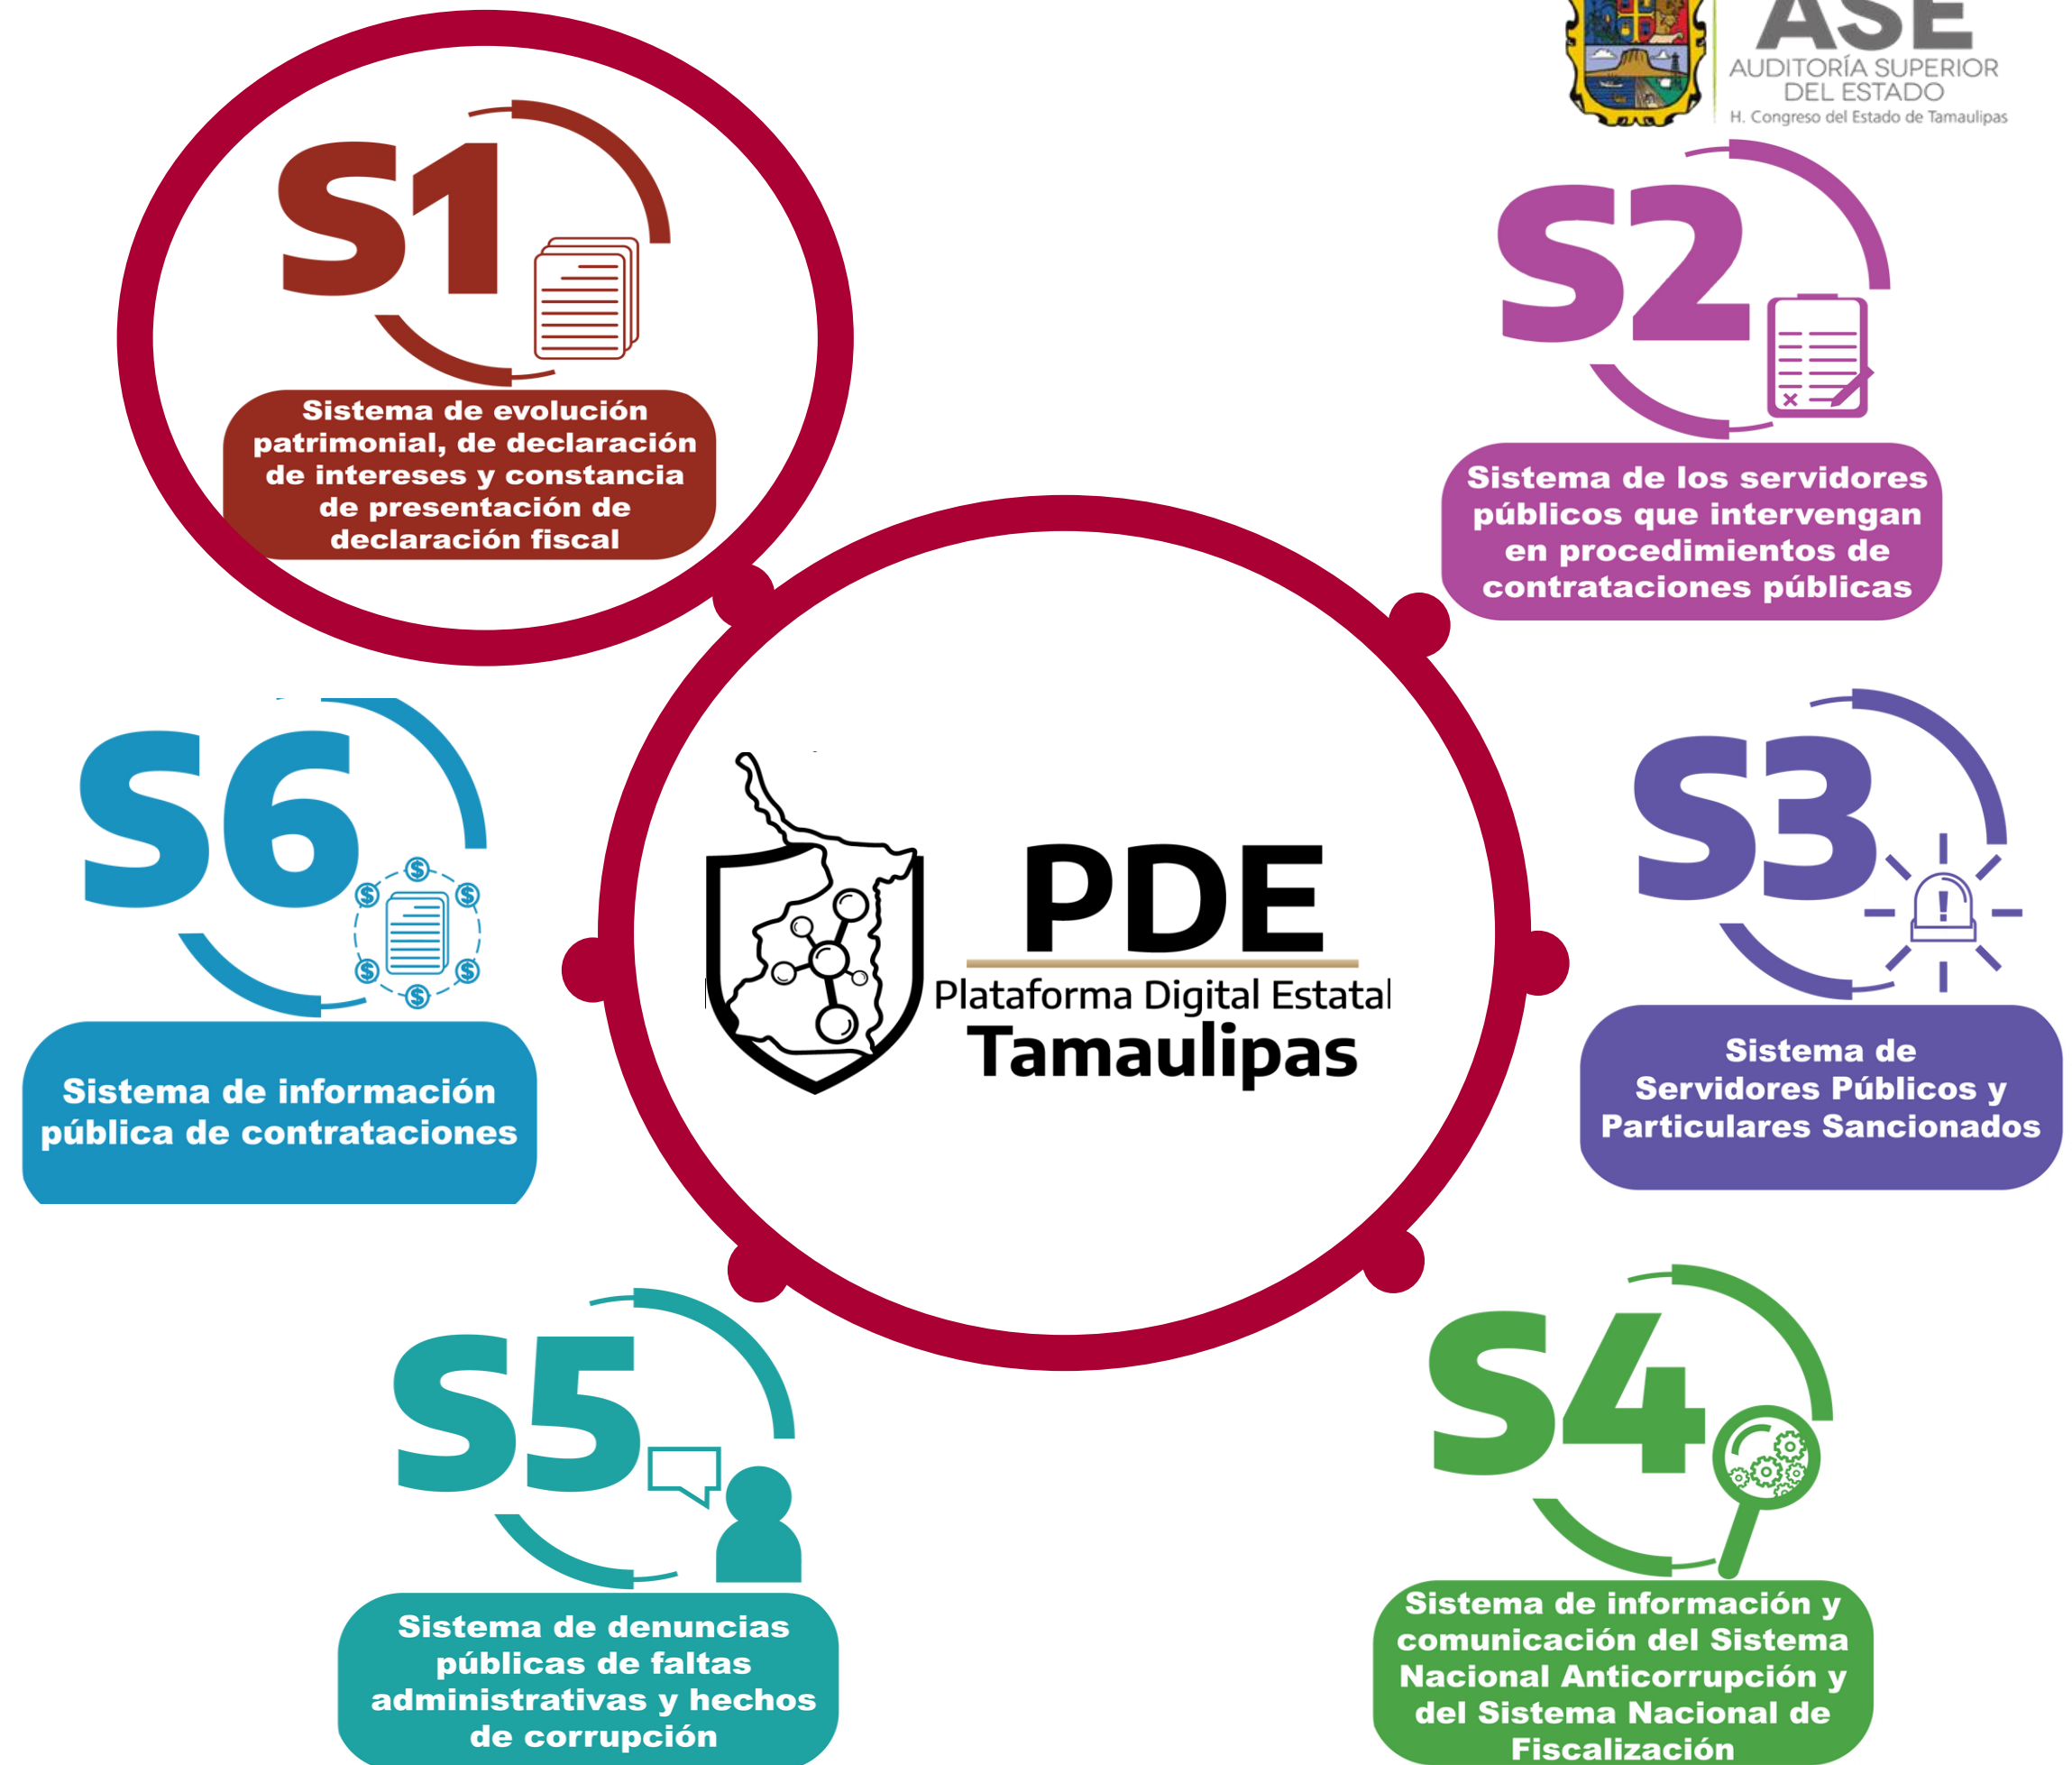 ASE
AUDITORÍA SUPERIOR
DEL ESTADO
H. Congreso del Estado de Tamaulipas
S1
Sistema de evolución
patrimonial, de declaración
de intereses y constancia
de presentación de
declaración fiscal
S2
Sistema de los servidores
públicos que intervengan
en procedimientos de
contrataciones públicas
S6
Sistema de información
pública de contrataciones
PDE
Plataforma Digital Estatal
Tamaulipas
S3
!
Sistema de
Servidores Públicos y
Particulares Sancionados
S5
Sistema de denuncias
públicas de faltas
administrativas y hechos
de corrupción
S4
Sistema de información y
comunicación del Sistema
Nacional Anticorrupción y
del Sistema Nacional de
Fiscalización